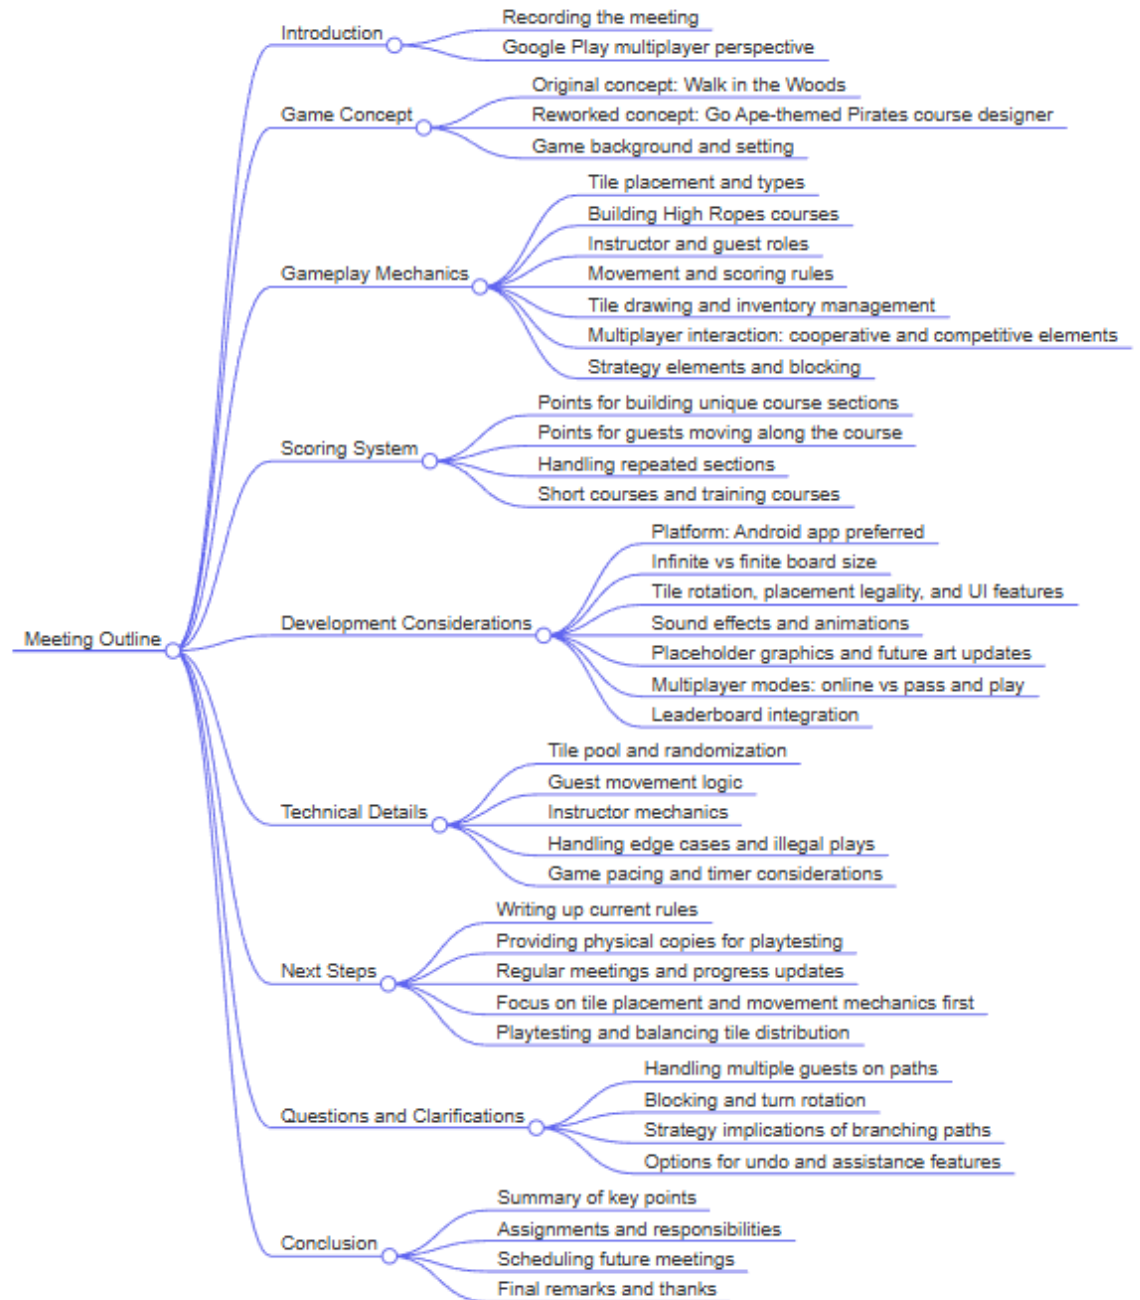 Meeting Outline
Introduction
Recording the meeting
Google Play multiplayer perspective
Game Concept
Original concept: Walk in the Woods
Reworked concept: Go Ape-themed Pirates course designer
Game background and setting
Gameplay Mechanics
Tile placement and types
Building High Ropes courses
Instructor and guest roles
Movement and scoring rules
Tile drawing and inventory management
Multiplayer interaction: cooperative and competitive elements
Strategy elements and blocking
Scoring System
Points for building unique course sections
Points for guests moving along the course
Handling repeated sections
Short courses and training courses
Development Considerations
Platform: Android app preferred
Infinite vs finite board size
Tile rotation, placement legality, and UI features
Sound effects and animations
Placeholder graphics and future art updates
Multiplayer modes: online vs pass and play
Leaderboard integration
Technical Details
Tile pool and randomization
Guest movement logic
Instructor mechanics
Handling edge cases and illegal plays
Game pacing and timer considerations
Next Steps
Writing up current rules
Providing physical copies for playtesting
Regular meetings and progress updates
Focus on tile placement and movement mechanics first
Playtesting and balancing tile distribution
Questions and Clarifications
Handling multiple guests on paths
Blocking and turn rotation
Strategy implications of branching paths
Options for undo and assistance features
Conclusion
Summary of key points
Assignments and responsibilities
Scheduling future meetings
Final remarks and thanks